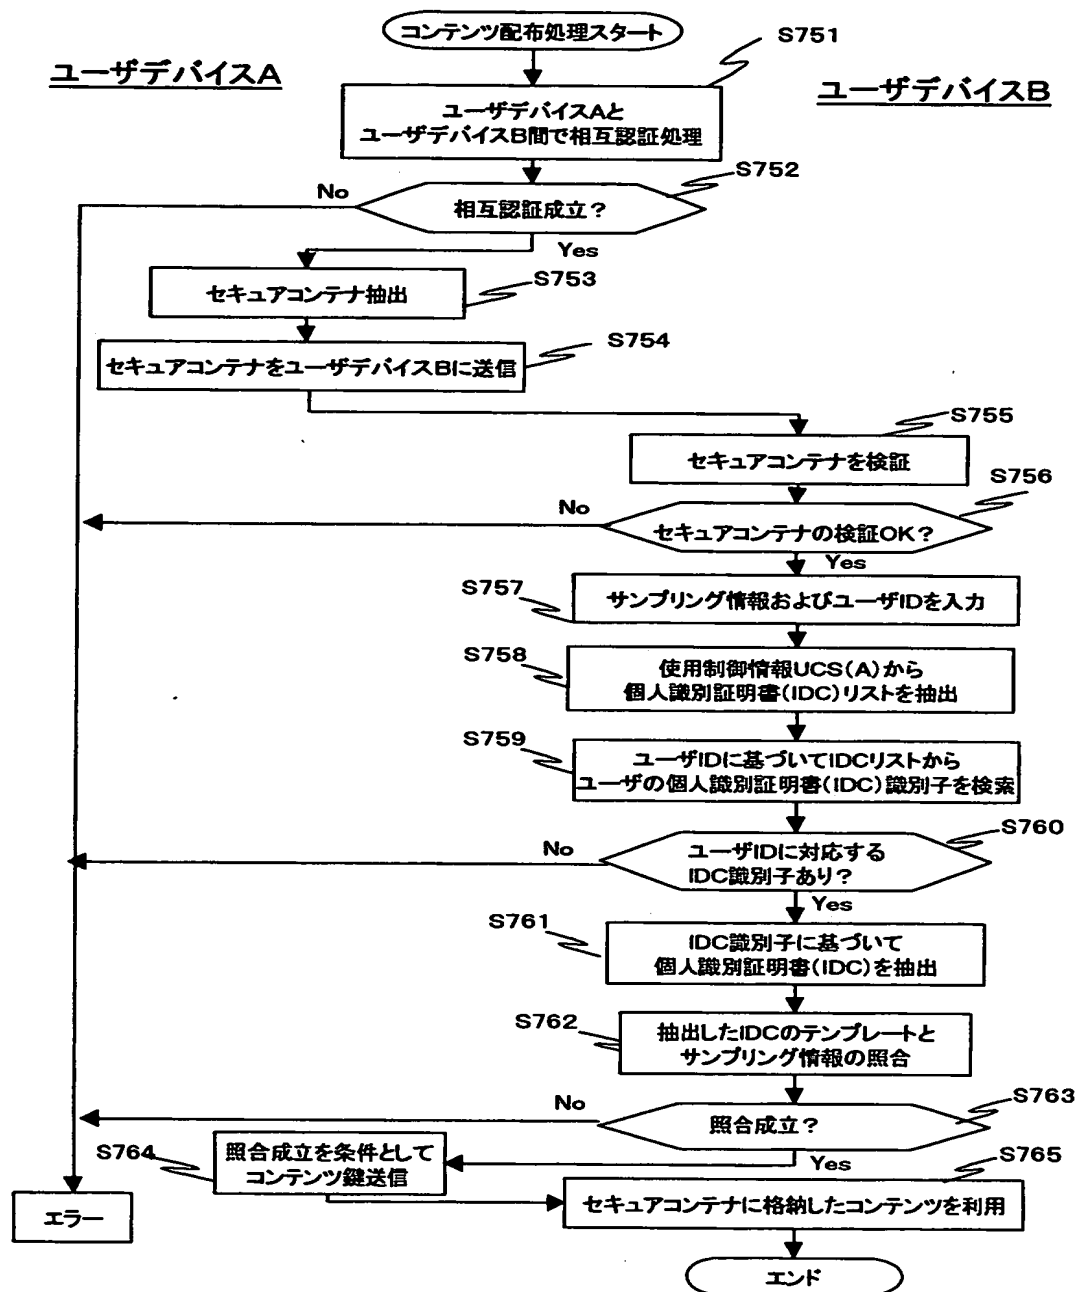 コンテンツ配布処理スタート
S751
ユーザデバイスA
ユーザデバイスB
ユーザデバイスAと
ユーザデバイスB間で相互認証処理
S752
No
相互認証成立？
Yes
S753
セキュアコンテナ抽出
S754
セキュアコンテナをユーザデバイスBに送信
S755
セキュアコンテナを検証
S756
No
セキュアコンテナの検証OK？
Yes
S757
サンプリング情報およびユーザIDを入力
S758
使用制御情報UCS(A)から
個人識別証明書(IDC)リストを抽出
S759
ユーザIDに基づいてIDCリストから
ユーザの個人識別証明書(IDC)識別子を検索
S760
No
ユーザIDに対応する
IDC識別子あり？
Yes
S761
IDC識別子に基づいて
個人識別証明書(IDC)を抽出
S762
抽出したIDCのテンプレートと
サンプリング情報の照合
S763
No
照合成立？
Yes
S764
照合成立を条件として
コンテンツ鍵送信
S765
セキュアコンテナに格納したコンテンツを利用
エラー
エンド